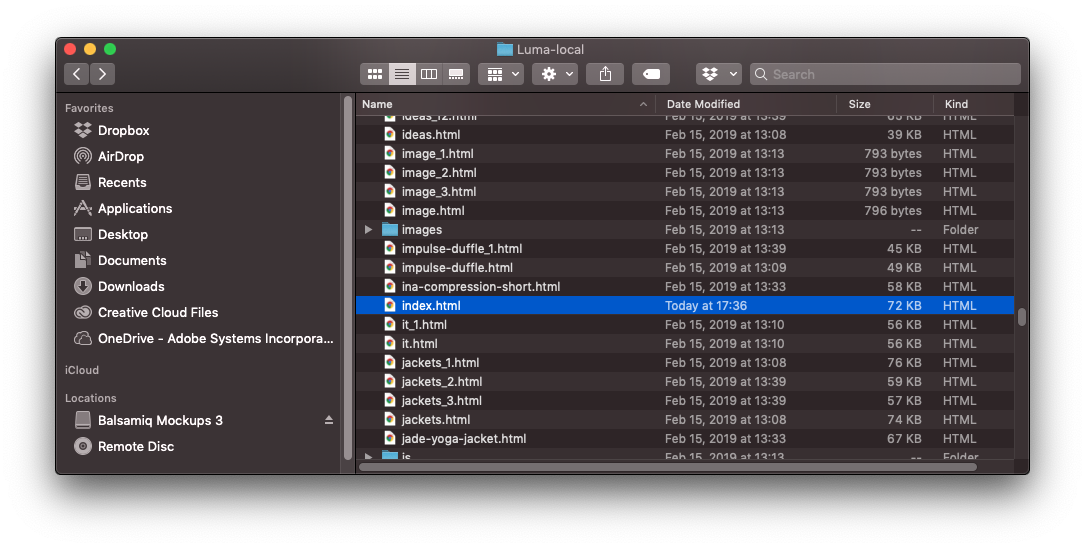 Luma-local
Search
Favorites
Dropbox
AirDrop
Recents
Applications
Desktop
Documents
Downloads
Creative Cloud Files
OneDrive - Adobe Systems Incorpora...
iCloud
Locations
Balsamiq Mockups 3
Remote Disc
Name Date Modified Size Kind
ideas_12.html Feb 15, 2019 at 13:39 65 KB HTML
ideas.html Feb 15, 2019 at 13:08 39 KB HTML
image_1.html Feb 15, 2019 at 13:13 793 bytes HTML
image_2.html Feb 15, 2019 at 13:13 793 bytes HTML
image_3.html Feb 15, 2019 at 13:13 793 bytes HTML
image.html Feb 15, 2019 at 13:13 796 bytes HTML
images Feb 15, 2019 at 13:13 -- Folder
impulse-duffle_1.html Feb 15, 2019 at 13:39 45 KB HTML
impulse-duffle.html Feb 15, 2019 at 13:09 49 KB HTML
ina-compression-short.html Feb 15, 2019 at 13:33 58 KB HTML
index.html Today at 17:36 72 KB HTML
it_1.html Feb 15, 2019 at 13:10 56 KB HTML
it.html Feb 15, 2019 at 13:10 56 KB HTML
jackets_1.html Feb 15, 2019 at 13:08 76 KB HTML
jackets_2.html Feb 15, 2019 at 13:39 59 KB HTML
jackets_3.html Feb 15, 2019 at 13:39 57 KB HTML
jackets.html Feb 15, 2019 at 13:08 74 KB HTML
jade-yoga-jacket.html Feb 15, 2019 at 13:33 67 KB HTML
js Feb 15, 2019 at 13:13 -- Folder